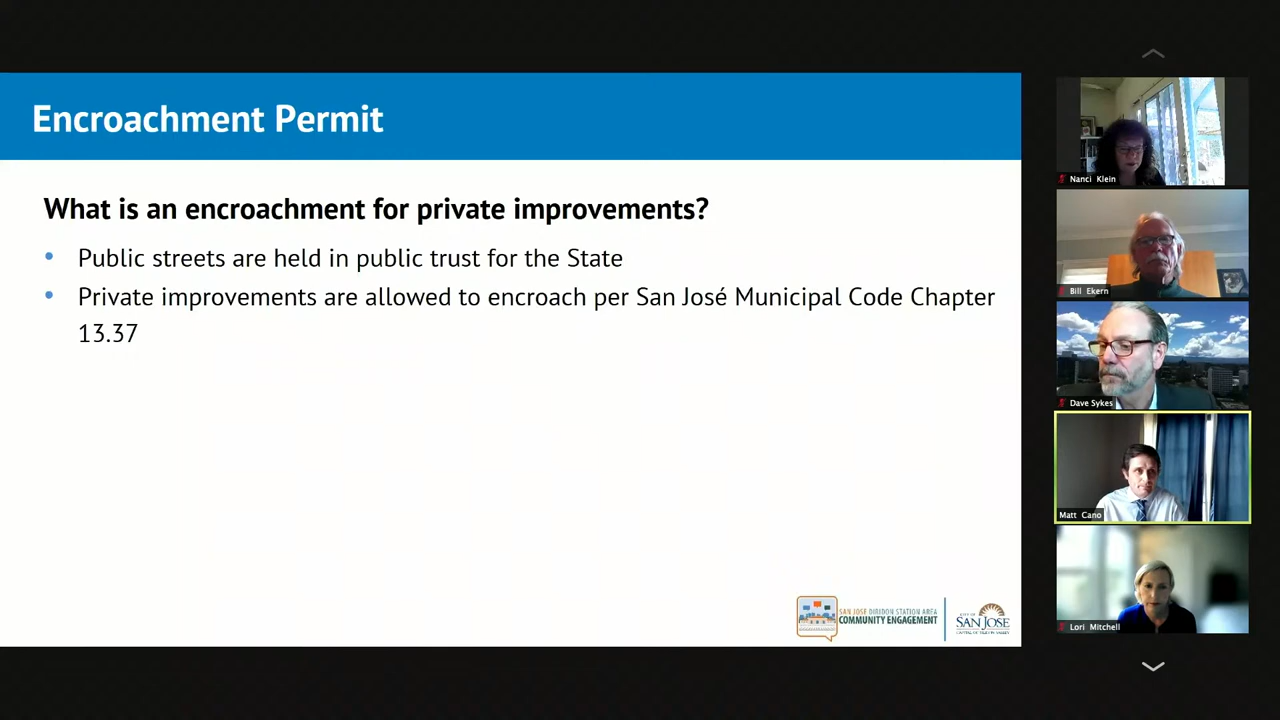 Encroachment Permit
What is an encroachment for private improvements?
• Public streets are held in public trust for the State
• Private improvements are allowed to encroach per San José Municipal Code Chapter
13.37
SAN JOSE DIRIDON STATION AREA
COMMUNITY ENGAGEMENT
CITY OF
SAN JOSE
CAPITAL OF SILICON VALLEY
Nanci Klein
Bill Ekern
Dave Sykes
Matt Cano
Lori Mitchell